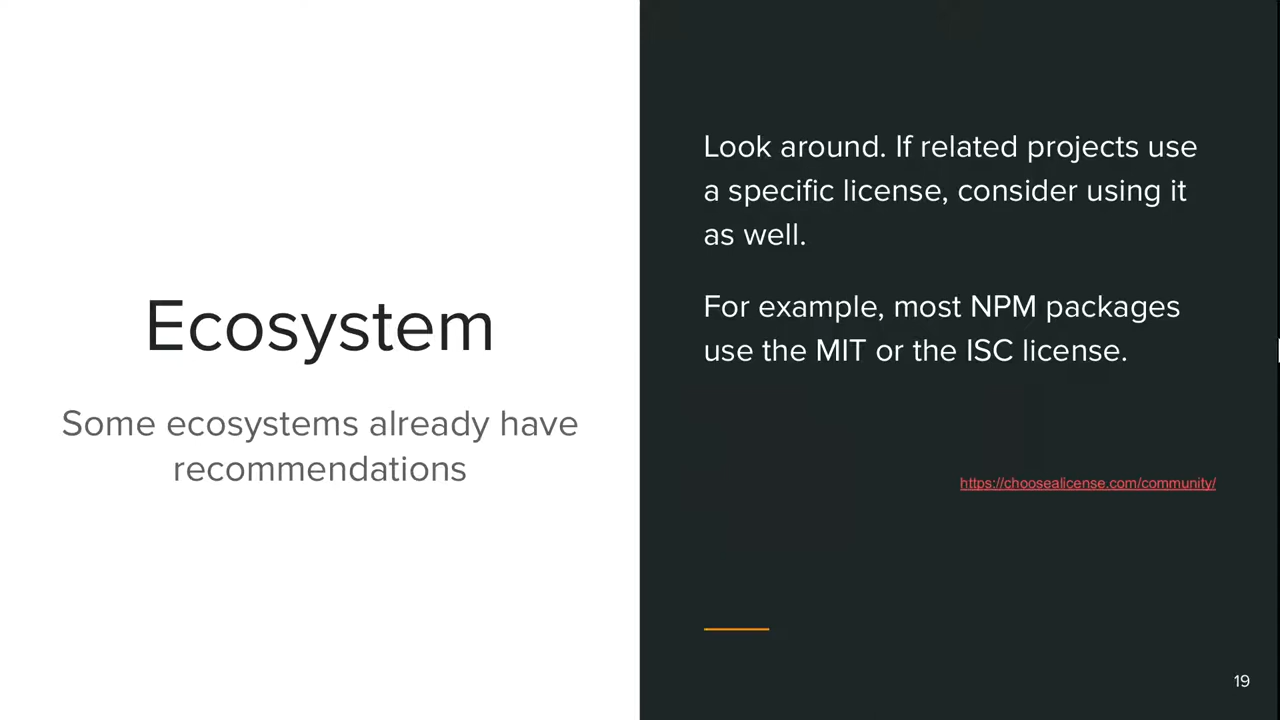 Ecosystem
Some ecosystems already have
recommendations
Look around. If related projects use
a specific license, consider using it
as well.
For example, most NPM packages
use the MIT or the ISC license.
https://choosealicense.com/community/
19